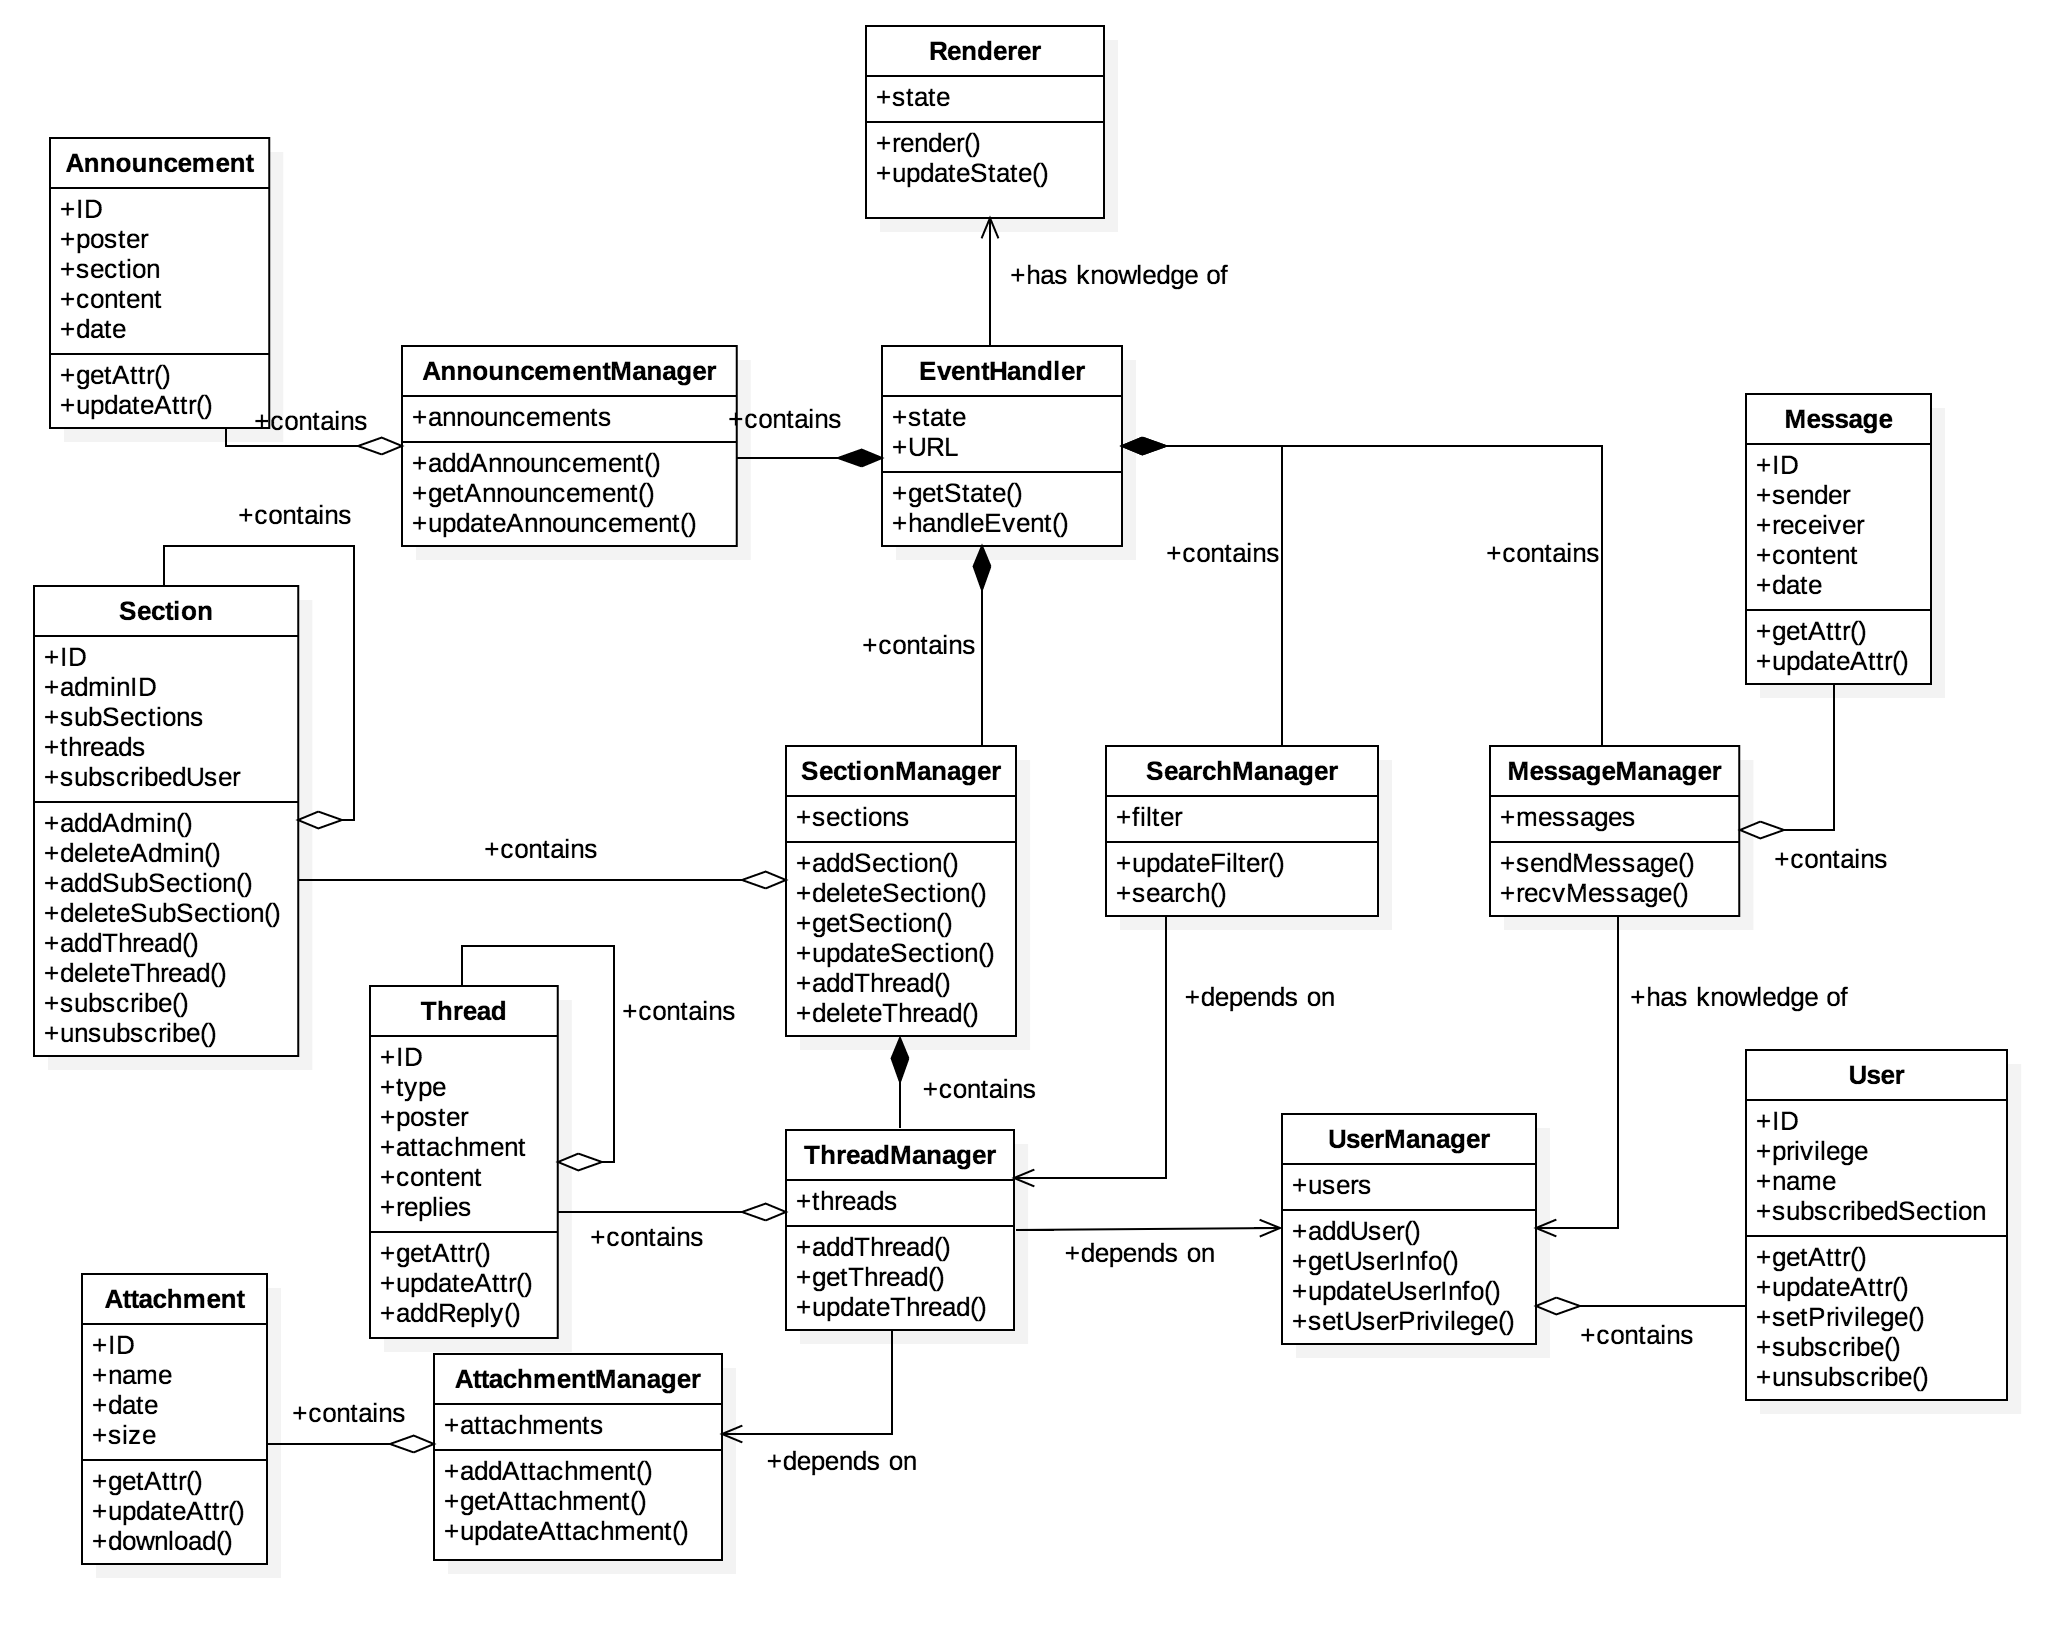 Renderer
+state
+render()
+updateState()
+has knowledge of
Announcement
+ID
+poster
+section
+content
+date
+getAttr()
+updateAttr()
+contains
AnnouncementManager
+announcements
+addAnnouncement()
+getAnnouncement()
+updateAnnouncement()
+contains
EventHandler
+state
+URL
+getState()
+handleEvent()
+contains
+contains
+contains
Message
+ID
+sender
+receiver
+content
+date
+getAttr()
+updateAttr()
+contains
Section
+ID
+adminID
+subSections
+threads
+subscribedUser
+addAdmin()
+deleteAdmin()
+addSubSection()
+deleteSubSection()
+addThread()
+deleteThread()
+subscribe()
+unsubscribe()
+contains
SectionManager
+sections
+addSection()
+deleteSection()
+getSection()
+updateSection()
+addThread()
+deleteThread()
SearchManager
+filter
+updateFilter()
+search()
MessageManager
+messages
+sendMessage()
+recvMessage()
+contains
+depends on
+has knowledge of
Thread
+ID
+type
+poster
+attachment
+content
+replies
+getAttr()
+updateAttr()
+addReply()
+contains
+contains
+contains
ThreadManager
+threads
+addThread()
+getThread()
+updateThread()
+depends on
UserManager
+users
+addUser()
+getUserInfo()
+updateUserInfo()
+setUserPrivilege()
+contains
User
+ID
+privilege
+name
+subscribedSection
+getAttr()
+updateAttr()
+setPrivilege()
+subscribe()
+unsubscribe()
Attachment
+ID
+name
+date
+size
+getAttr()
+updateAttr()
+download()
+contains
AttachmentManager
+attachments
+addAttachment()
+getAttachment()
+updateAttachment()
+depends on